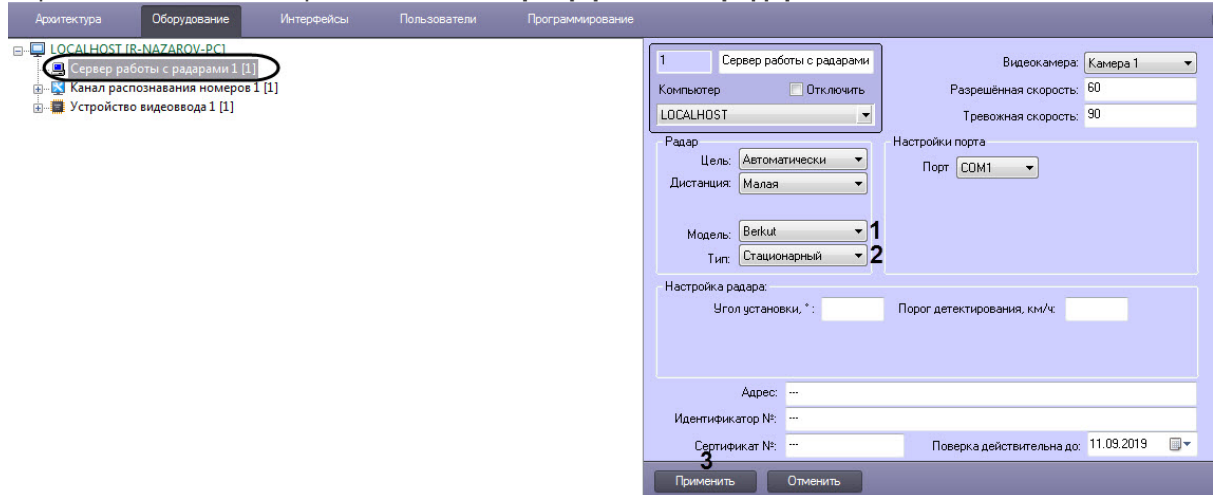 Архитектура Оборудование Интерфейсы Пользователи Программирование
LOCALHOST [R-NAZAROV-PC]
Сервер работы с радарами 1 [1]
Канал распознавания номеров 1 [1]
Устройство видеоввода 1 [1]
1 Сервер работы с радарами
Компьютер Отключить
LOCALHOST
Видеокамера: Камера 1
Разрешённая скорость: 60
Тревожная скорость: 90
Радар
Цель: Автоматически
Дистанция: Малая
Модель: Berkut 1
Тип: Стационарный 2
Настройки порта
Порт COM1
Настройка радара:
Угол установки, ° : Порог детектирования, км/ч:
Адрес: ---
Идентификатор №: ---
Сертификат №: --- Поверка действительна до: 11.09.2019
3
Применить Отменить